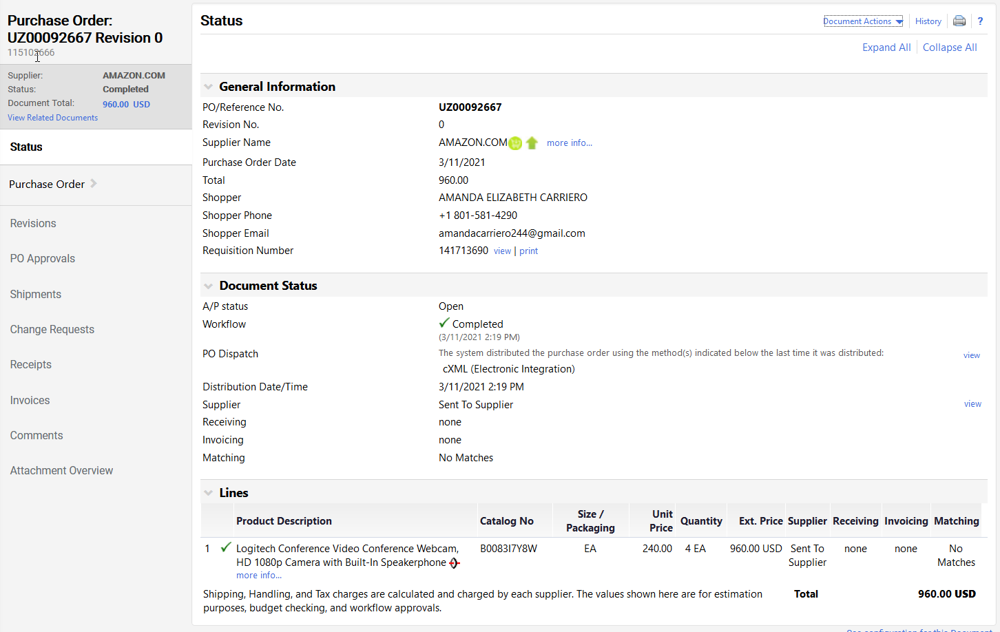 Purchase Order:
UZ00092667 Revision 0
115102666
Supplier: AMAZON.COM
Status: Completed
Document Total: 960.00 USD
View Related Documents
Status
Purchase Order
Revisions
PO Approvals
Shipments
Change Requests
Receipts
Invoices
Comments
Attachment Overview
Status
Document Actions History ?
Expand All Collapse All
General Information
PO/Reference No. UZ00092667
Revision No. 0
Supplier Name AMAZON.COM more info...
Purchase Order Date 3/11/2021
Total 960.00
Shopper AMANDA ELIZABETH CARRIERO
Shopper Phone +1 801-581-4290
Shopper Email amandacarriero244@gmail.com
Requisition Number 141713690 view | print
Document Status
A/P status Open
Workflow Completed
(3/11/2021 2:19 PM)
PO Dispatch The system distributed the purchase order using the method(s) indicated below the last time it was distributed: view
cXML (Electronic Integration)
Distribution Date/Time 3/11/2021 2:19 PM
Supplier Sent To Supplier view
Receiving none
Invoicing none
Matching No Matches
Lines
Product Description Catalog No Size / Packaging Unit Price Quantity Ext. Price Supplier Receiving Invoicing Matching
1 Logitech Conference Video Conference Webcam, B0083I7Y8W EA 240.00 4 EA 960.00 USD Sent To none none No
HD 1080p Camera with Built-In Speakerphone Supplier Matches
more info...
Shipping, Handling, and Tax charges are calculated and charged by each supplier. The values shown here are for estimation Total 960.00 USD
purposes, budget checking, and workflow approvals.